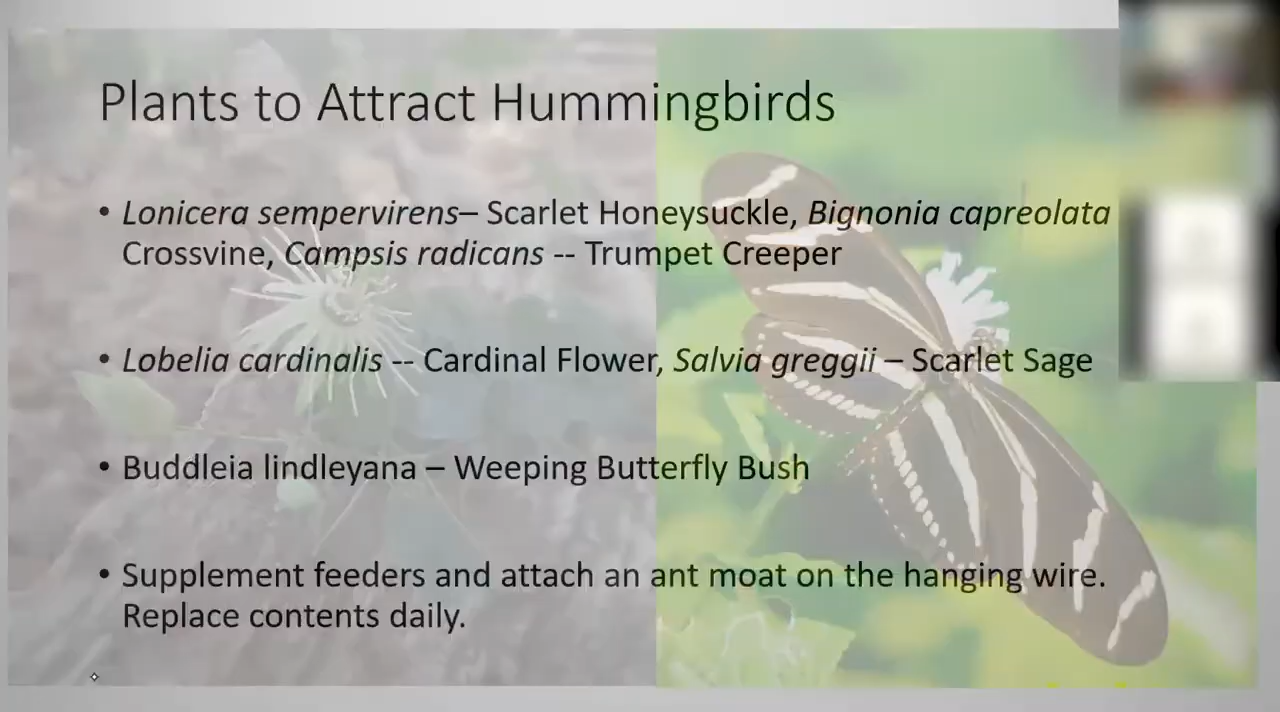 Plants to Attract Hummingbirds
• Lonicera sempervirens– Scarlet Honeysuckle, Bignonia capreolata
Crossvine, Campsis radicans -- Trumpet Creeper
• Lobelia cardinalis -- Cardinal Flower, Salvia greggii – Scarlet Sage
• Buddleia lindleyana – Weeping Butterfly Bush
• Supplement feeders and attach an ant moat on the hanging wire.
Replace contents daily.